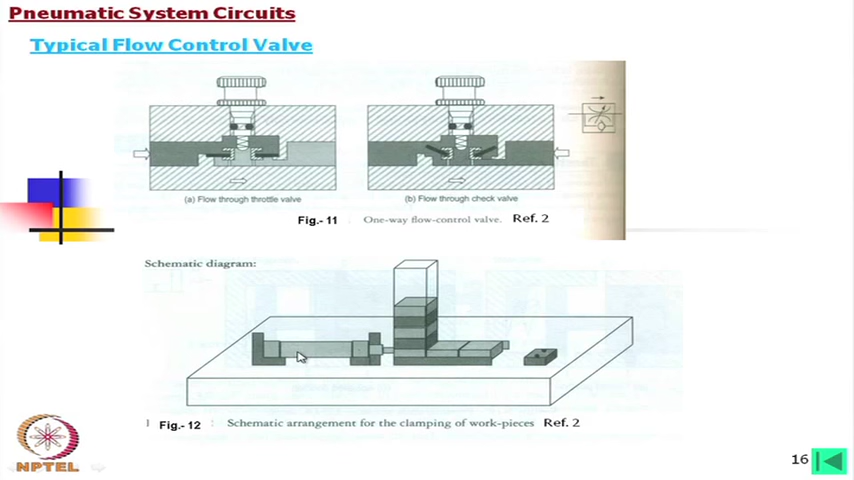 Pneumatic System Circuits
Typical Flow Control Valve
(a) Flow through throttle valve
(b) Flow through check valve
Fig.- 11 : One-way flow-control valve. Ref. 2
Schematic diagram:
Fig.- 12 : Schematic arrangement for the clamping of work-pieces Ref. 2
NPTEL
16